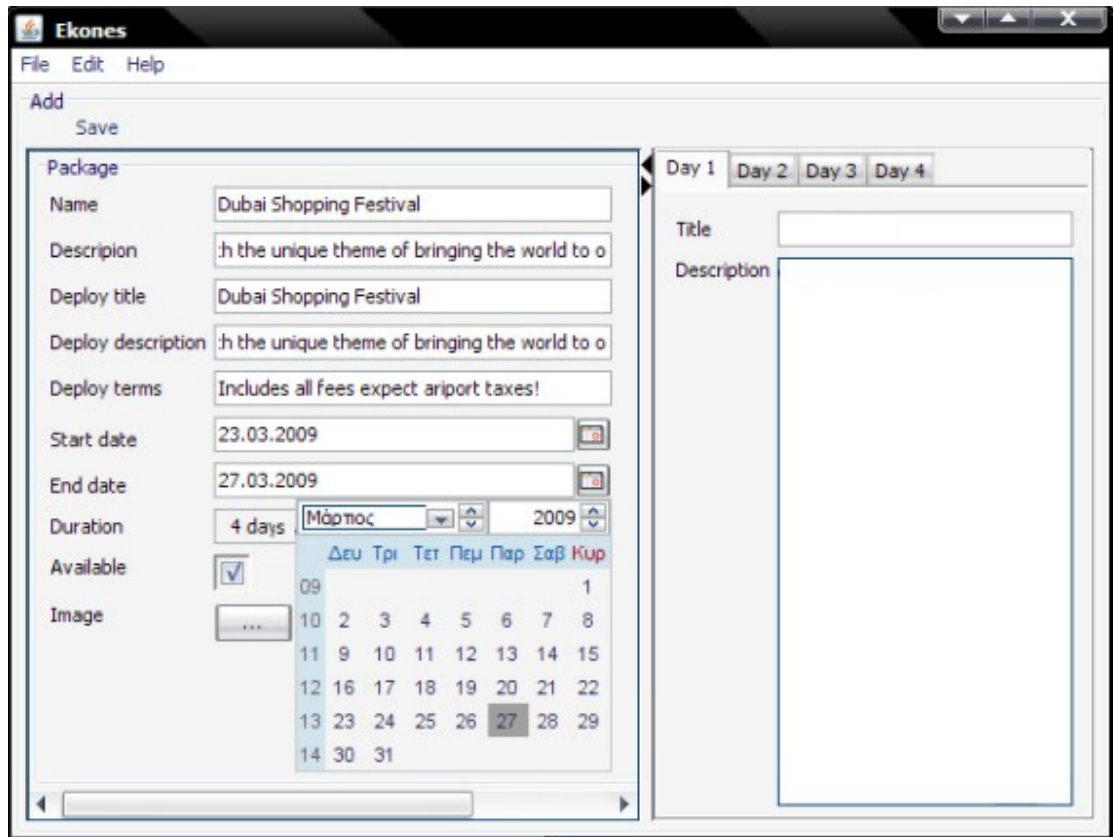 Ekones
File Edit Help
Add
Save
Package
Name Dubai Shopping Festival
Descripion :h the unique theme of bringing the world to o
Deploy title Dubai Shopping Festival
Deploy description :h the unique theme of bringing the world to o
Deploy terms Includes all fees expect ariport taxes!
Start date 23.03.2009
End date 27.03.2009
Duration 4 days
Available
Image ...
Μάρτιος 2009
Δευ Τρι Τετ Πεμ Παρ Σαβ Κυρ
09 1
10 2 3 4 5 6 7 8
11 9 10 11 12 13 14 15
12 16 17 18 19 20 21 22
13 23 24 25 26 27 28 29
14 30 31
Day 1 Day 2 Day 3 Day 4
Title
Description